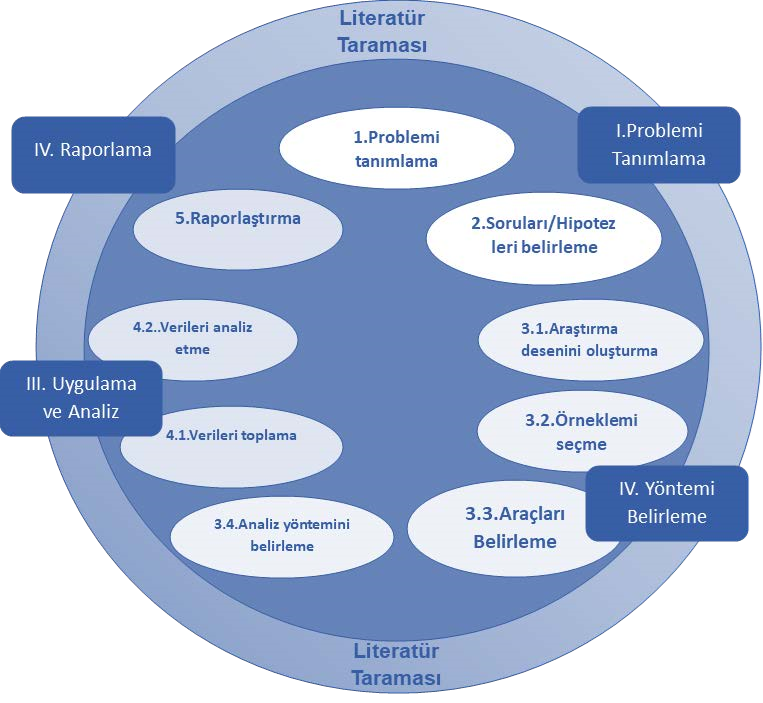 Literatür
Taraması
I.Problemi
Tanımlama
IV. Raporlama
1.Problemi
tanımlama
2.Soruları/Hipotez
leri belirleme
5.Raporlaştırma
3.1.Araştırma
desenini oluşturma
4.2..Verileri analiz
etme
III. Uygulama
ve Analiz
3.2.Örneklemi
seçme
4.1.Verileri toplama
IV. Yöntemi
Belirleme
3.3.Araçları
Belirleme
3.4.Analiz yöntemini
belirleme
Literatür
Taraması